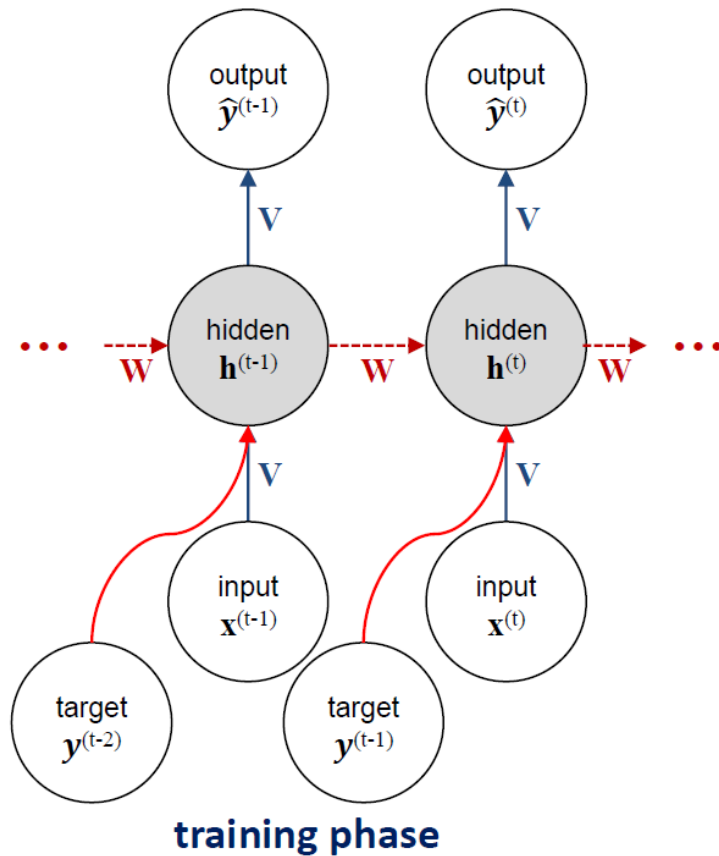 output output
ŷ(t-1) ŷ(t)
V V
hidden hidden
... h(t-1) h(t) ...
W W W
V V
input input
x(t-1) x(t)
target target
y(t-2) y(t-1)
training phase